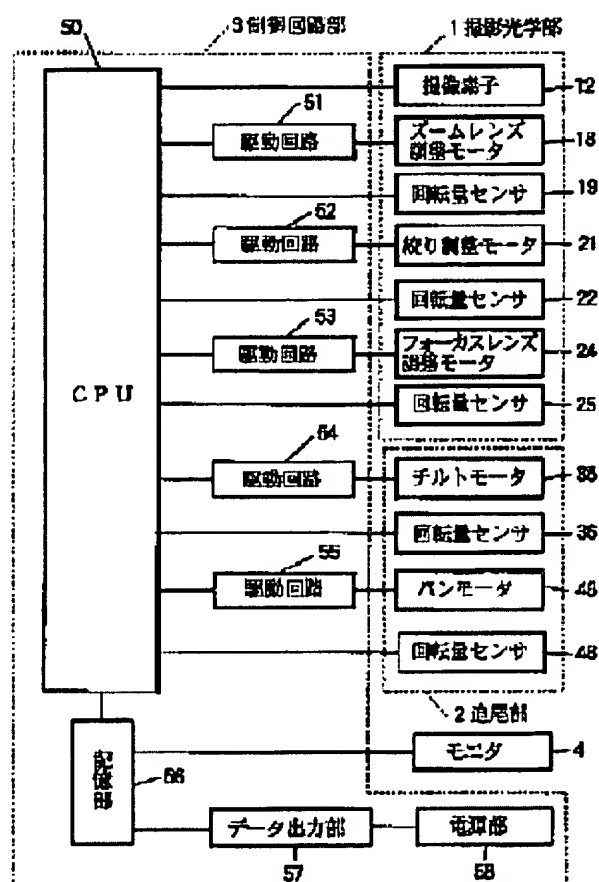 50
3 制御回路部
1 撮影光学部
撮像素子
12
51
駆動回路
ズームレンズ
調整モータ
18
回転量センサ
19
52
駆動回路
絞り調整モータ
21
回転量センサ
22
53
駆動回路
フォーカスレンズ
調整モータ
24
CPU
回転量センサ
25
54
駆動回路
チルトモータ
回転量センサ
36
55
駆動回路
パンモータ
46
回転量センサ
48
2 追尾部
記憶部
56
モニタ
4
データ出力部
57
電源部
58